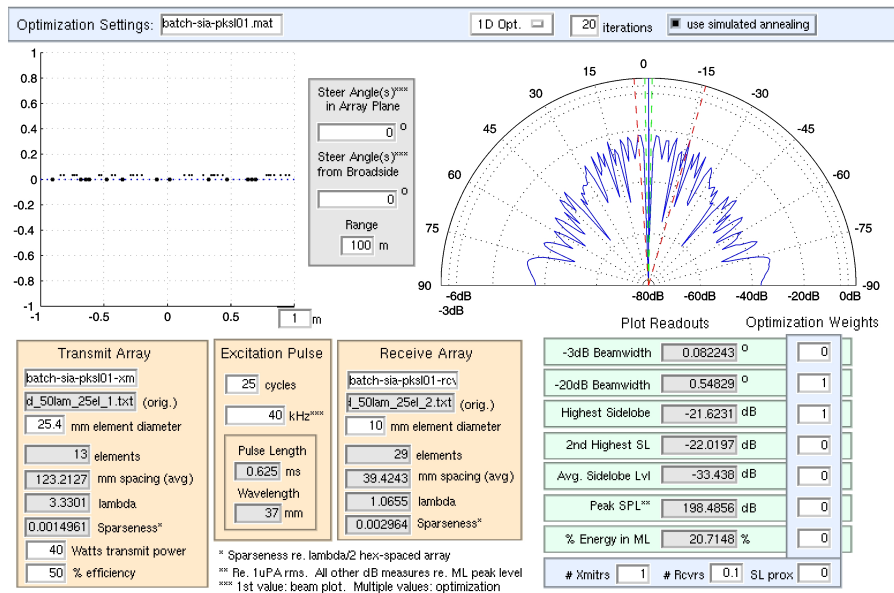 Optimization Settings: batch-sia-pksl01.mat 1D Opt. 20 iterations use simulated annealing
1
0.8
0.6
0.4
0.2
0
-0.2
-0.4
-0.6
-0.8
-1
-1 -0.5 0 0.5 1 m
Steer Angle(s)***
in Array Plane
0 o
Steer Angle(s)***
from Broadside
0 o
Range
100 m
90 75 60 45 30 15 0 -15 -30 -45 -60 -75 -90
-6dB -80dB -60dB -40dB -20dB 0dB
-3dB
Transmit Array
batch-sia-pksl01-xm
d_50lam_25el_1.txt (orig.)
25.4 mm element diameter
13 elements
123.2127 mm spacing (avg)
3.3301 lambda
0.0014961 Sparseness*
40 Watts transmit power
50 % efficiency
Excitation Pulse
25 cycles
40 kHz***
Pulse Length
0.625 ms
Wavelength
37 mm
Receive Array
batch-sia-pksl01-rcv
d_50lam_25el_2.txt (orig.)
10 mm element diameter
29 elements
39.4243 mm spacing (avg)
1.0655 lambda
0.002964 Sparseness*
* Sparseness re. lambda/2 hex-spaced array
** Re. 1uPA rms. All other dB measures re. ML peak level
*** 1st value: beam plot. Multiple values: optimization
Plot Readouts Optimization Weights
-3dB Beamwidth 0.082243 o 0
-20dB Beamwidth 0.54829 o 1
Highest Sidelobe -21.6231 dB 1
2nd Highest SL -22.0197 dB 0
Avg. Sidelobe Lvl -33.438 dB 0
Peak SPL** 198.4856 dB 0
% Energy in ML 20.7148 % 0
# Xmitrs 1 # Rcvrs 0.1 SL prox 0